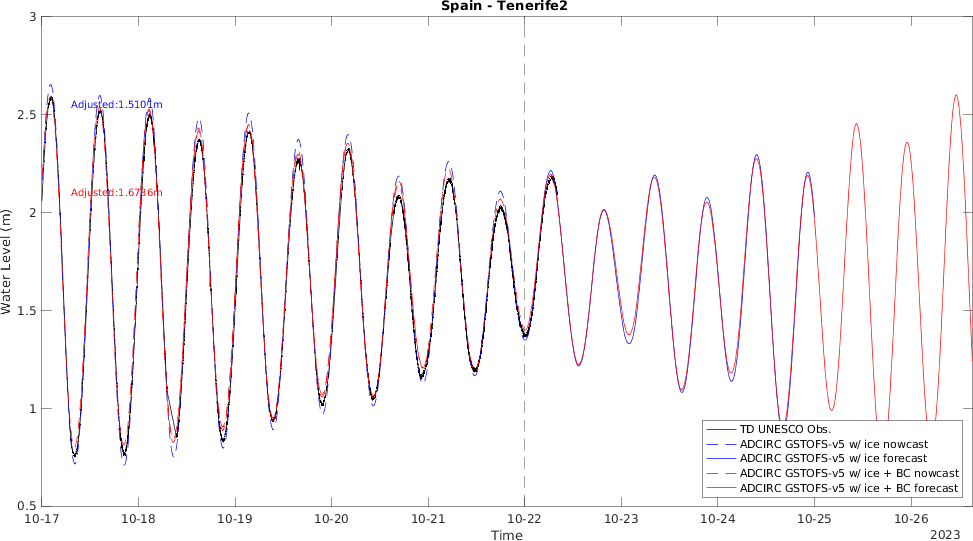 Spain - Tenerife2
3
2.5
2
1.5
1
0.5
Water Level (m)
Adjusted:1.5101m
Adjusted:1.6736m
TD UNESCO Obs.
ADCIRC GSTOFS-v5 w/ ice nowcast
ADCIRC GSTOFS-v5 w/ ice forecast
ADCIRC GSTOFS-v5 w/ ice + BC nowcast
ADCIRC GSTOFS-v5 w/ ice + BC forecast
10-17 10-18 10-19 10-20 10-21 10-22 10-23 10-24 10-25 10-26
Time
2023